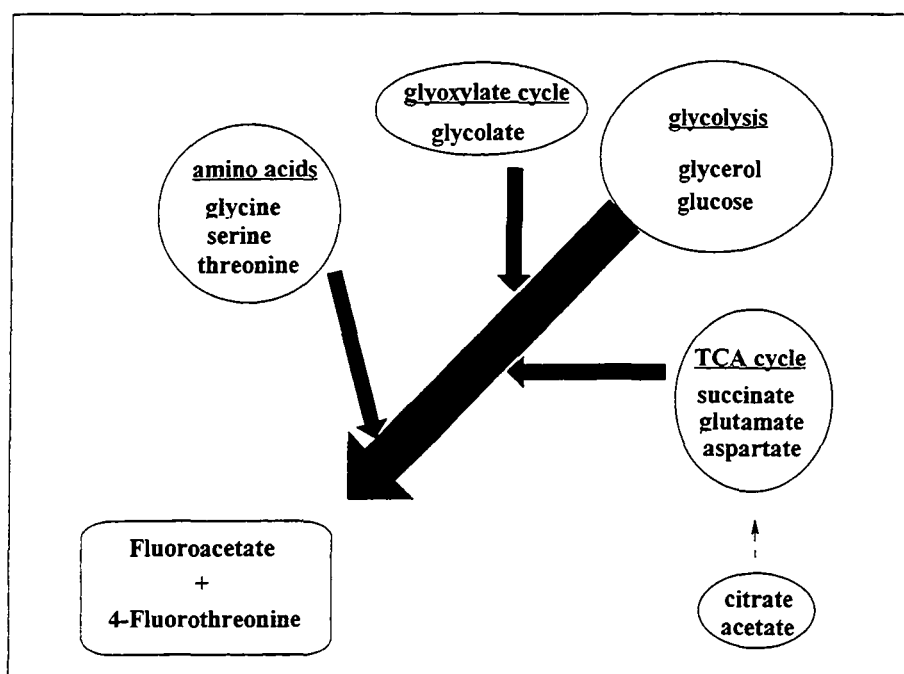 glyoxylate cycle
glycolate
glycolysis
glycerol
glucose
amino acids
glycine
serine
threonine
TCA cycle
succinate
glutamate
aspartate
Fluoroacetate
+
4-Fluorothreonine
citrate
acetate